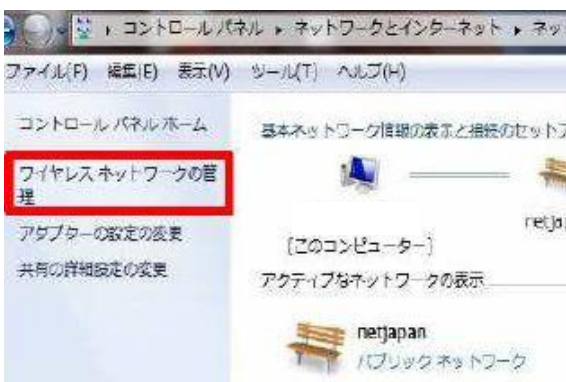 コントロール パネル ▸ ネットワークとインターネット ▸ ネッ
ファイル(F) 編集(E) 表示(V) ツール(T) ヘルプ(H)
コントロール パネル ホーム
ワイヤレス ネットワークの管
理
アダプターの設定の変更
共有の詳細設定の変更
基本ネットワーク情報の表示と接続のセットア
netja
(このコンピューター)
アクティブなネットワークの表示
netjapan
パブリック ネットワーク